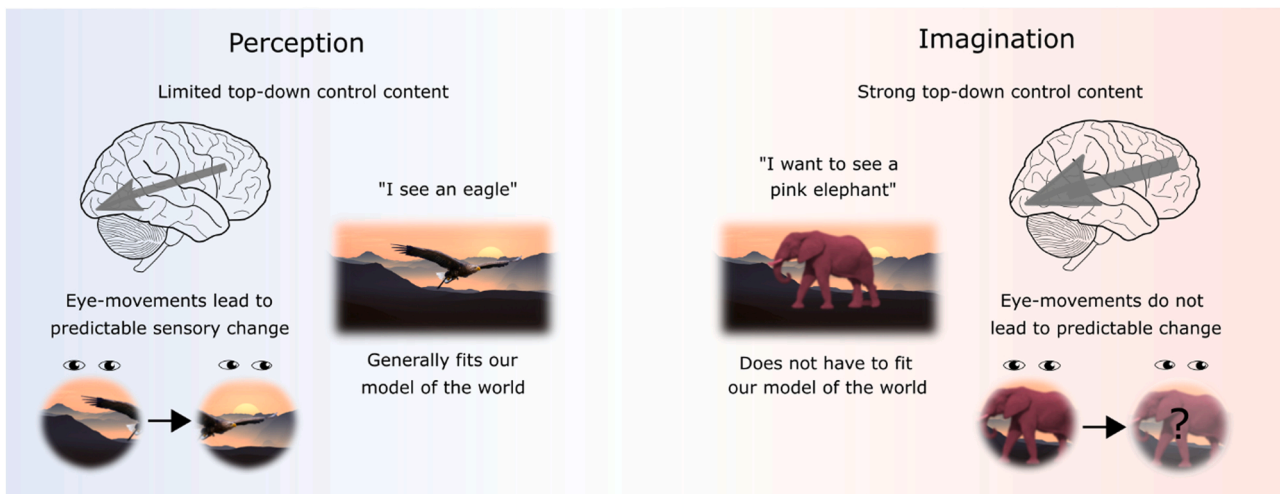 Perception
Limited top-down control content
"I see an eagle"
Eye-movements lead to
predictable sensory change
Generally fits our
model of the world
Imagination
Strong top-down control content
"I want to see a
pink elephant"
Does not have to fit
our model of the world
Eye-movements do not
lead to predictable change
?